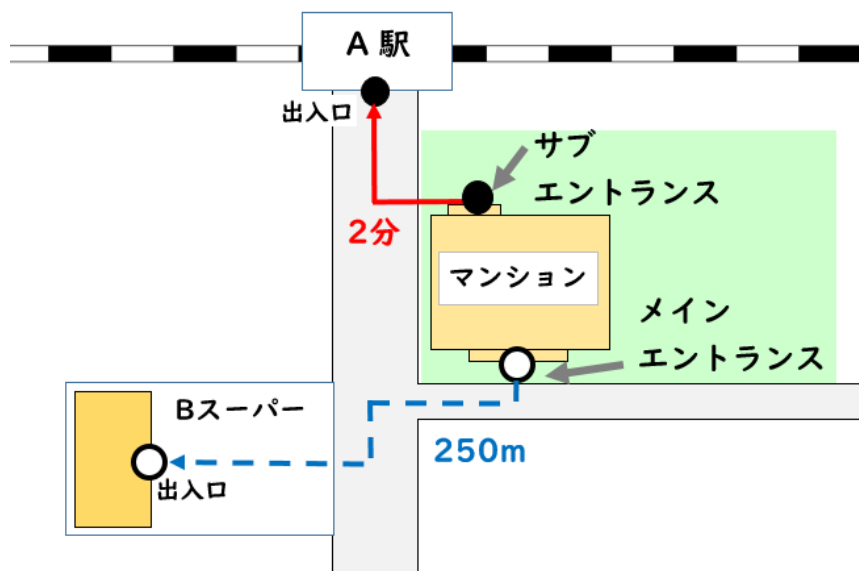 A 駅
出入口
サブ
エントランス
2分
マンション
メイン
エントランス
Bスーパー
250m
出入口